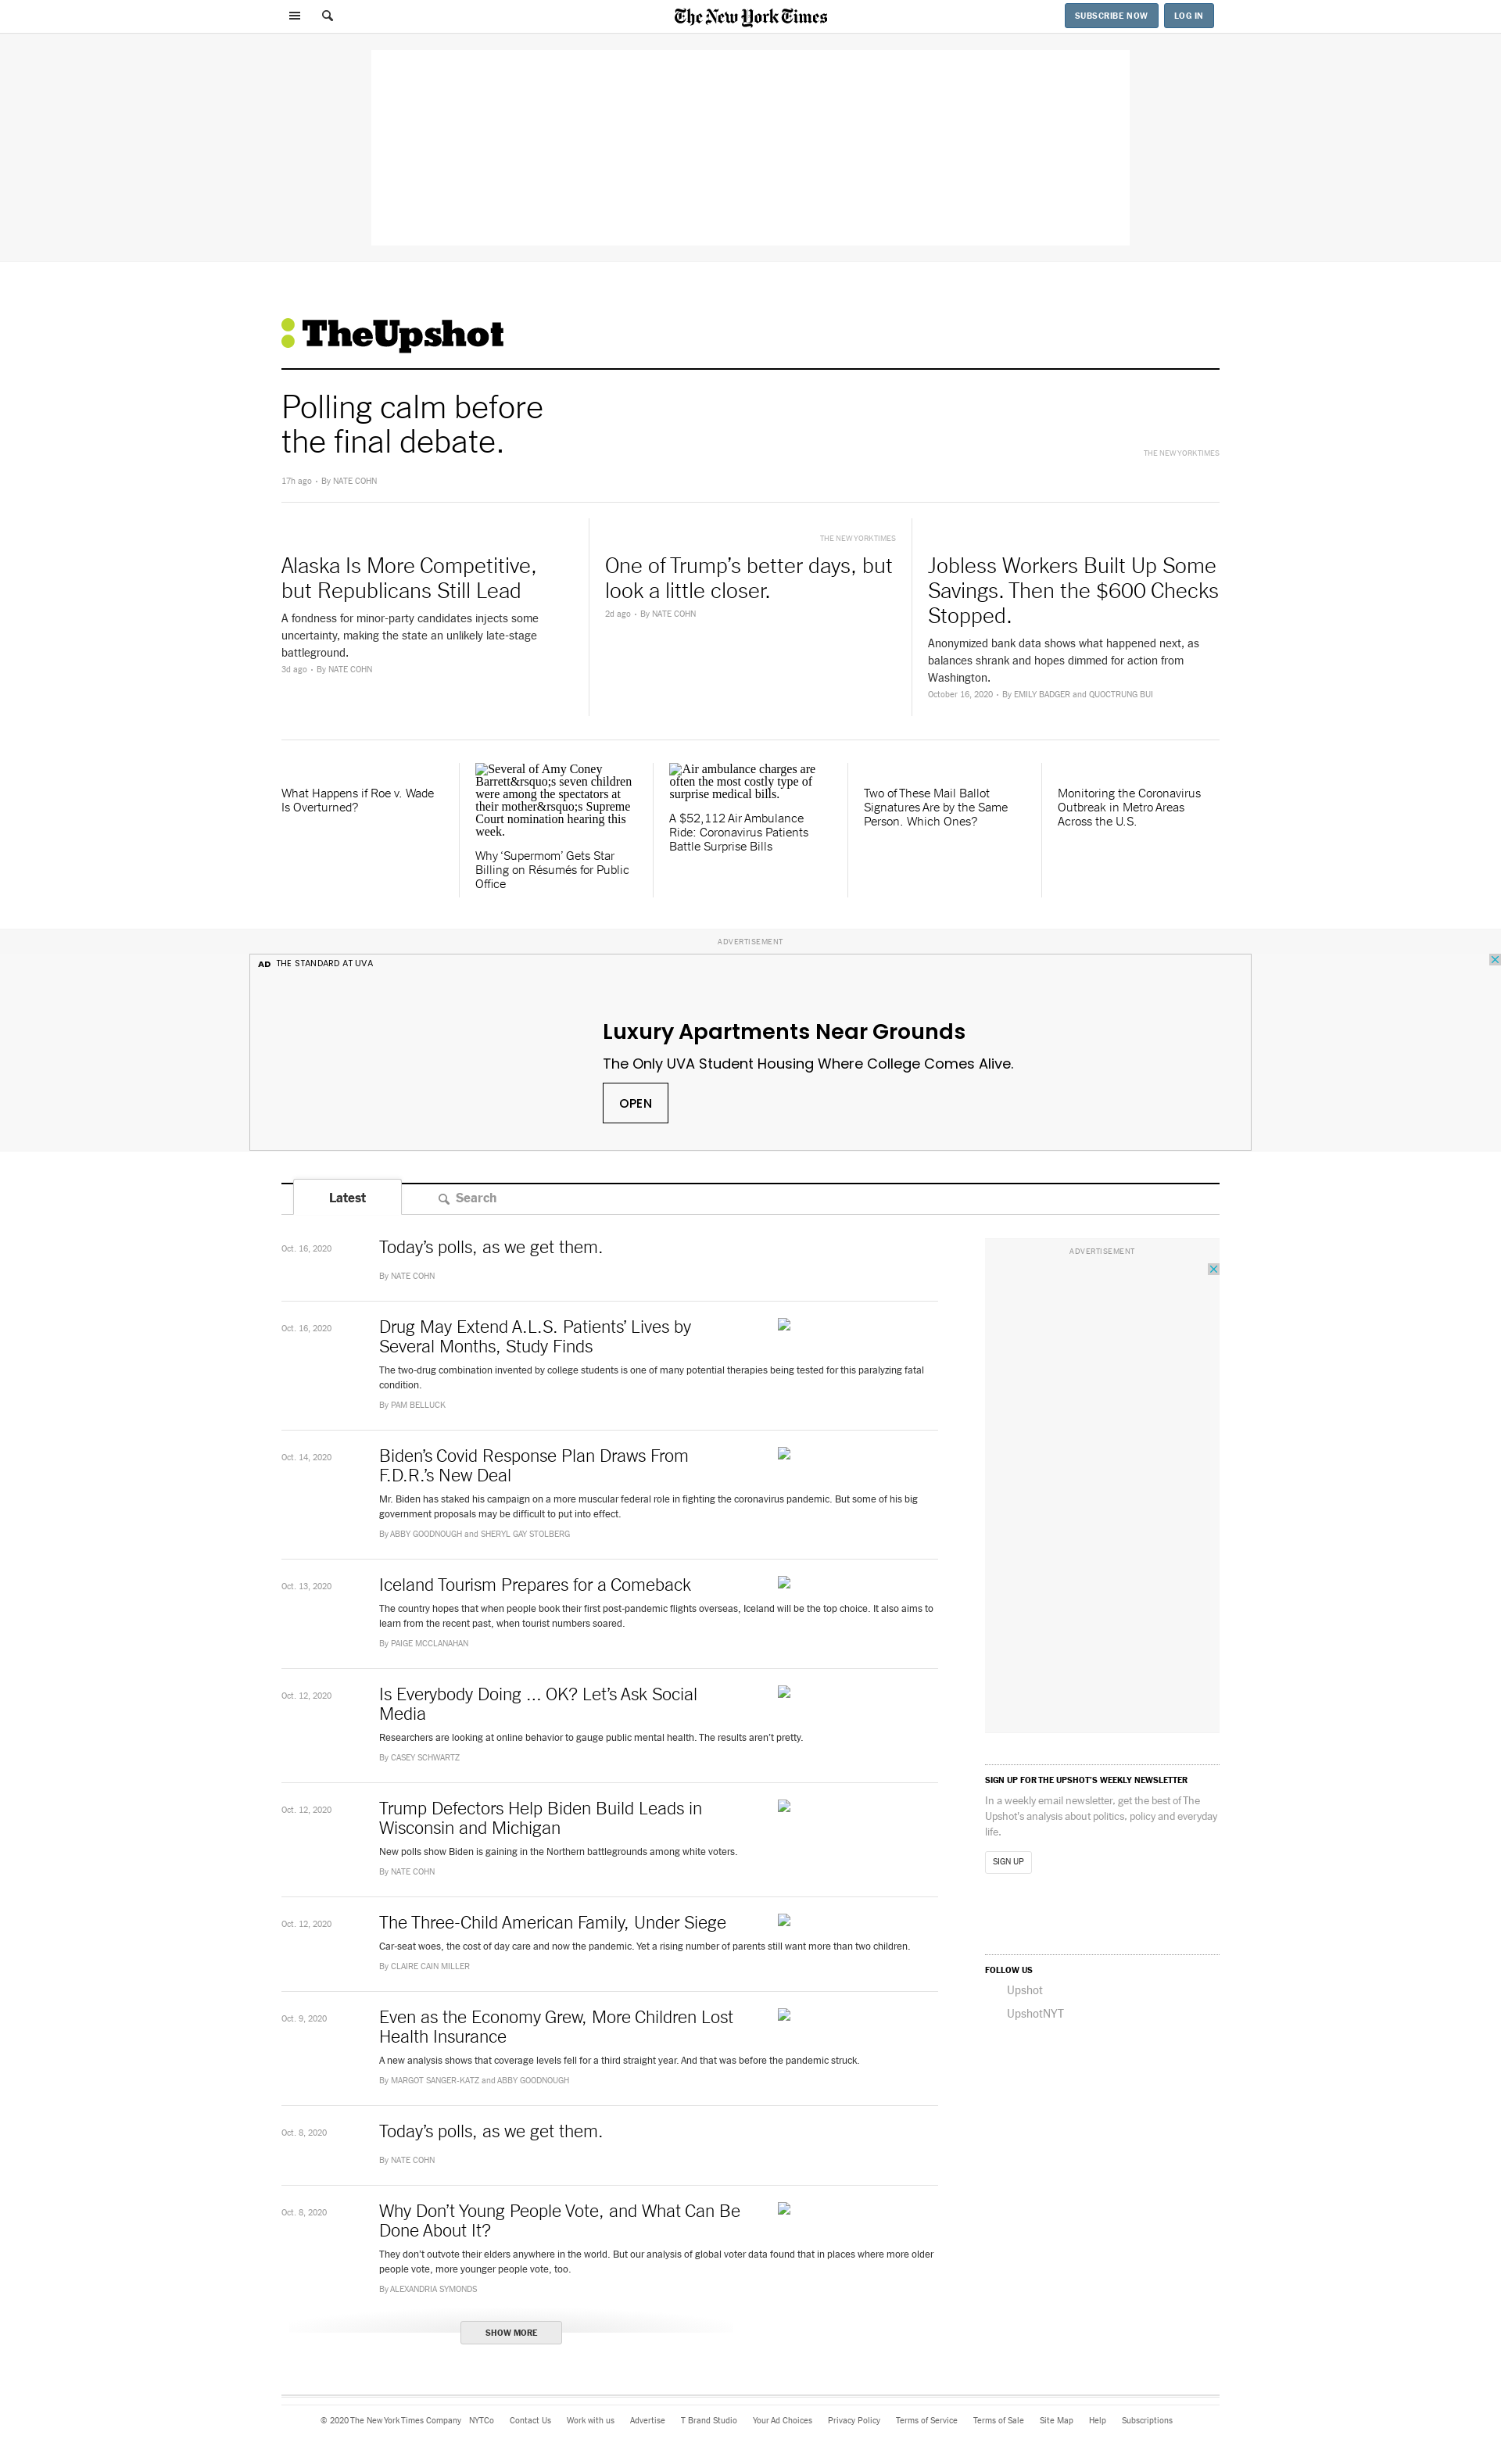 The New York Times
SUBSCRIBE NOW
LOG IN
TheUpshot
Polling calm before
the final debate.
THE NEW YORK TIMES
17h ago • By NATE COHN
Alaska Is More Competitive,
but Republicans Still Lead
A fondness for minor-party candidates injects some
uncertainty, making the state an unlikely late-stage
battleground.
3d ago • By NATE COHN
THE NEW YORK TIMES
One of Trump’s better days, but
look a little closer.
2d ago • By NATE COHN
Jobless Workers Built Up Some
Savings. Then the $600 Checks
Stopped.
Anonymized bank data shows what happened next, as
balances shrank and hopes dimmed for action from
Washington.
October 16, 2020 • By EMILY BADGER and QUOCTRUNG BUI
What Happens if Roe v. Wade
Is Overturned?
Several of Amy Coney
Barrett&rsquo;s seven children
were among the spectators at
their mother&rsquo;s Supreme
Court nomination hearing this
week.
Why ‘Supermom’ Gets Star
Billing on Résumés for Public
Office
Air ambulance charges are
often the most costly type of
surprise medical bills.
A $52,112 Air Ambulance
Ride: Coronavirus Patients
Battle Surprise Bills
Two of These Mail Ballot
Signatures Are by the Same
Person. Which Ones?
Monitoring the Coronavirus
Outbreak in Metro Areas
Across the U.S.
ADVERTISEMENT
AD THE STANDARD AT UVA
Luxury Apartments Near Grounds
The Only UVA Student Housing Where College Comes Alive.
OPEN
Latest
Search
Oct. 16, 2020
Today’s polls, as we get them.
By NATE COHN
Oct. 16, 2020
Drug May Extend A.L.S. Patients’ Lives by
Several Months, Study Finds
The two-drug combination invented by college students is one of many potential therapies being tested for this paralyzing fatal
condition.
By PAM BELLUCK
Oct. 14, 2020
Biden’s Covid Response Plan Draws From
F.D.R.’s New Deal
Mr. Biden has staked his campaign on a more muscular federal role in fighting the coronavirus pandemic. But some of his big
government proposals may be difficult to put into effect.
By ABBY GOODNOUGH and SHERYL GAY STOLBERG
Oct. 13, 2020
Iceland Tourism Prepares for a Comeback
The country hopes that when people book their first post-pandemic flights overseas, Iceland will be the top choice. It also aims to
learn from the recent past, when tourist numbers soared.
By PAIGE MCCLANAHAN
Oct. 12, 2020
Is Everybody Doing ... OK? Let’s Ask Social
Media
Researchers are looking at online behavior to gauge public mental health. The results aren’t pretty.
By CASEY SCHWARTZ
Oct. 12, 2020
Trump Defectors Help Biden Build Leads in
Wisconsin and Michigan
New polls show Biden is gaining in the Northern battlegrounds among white voters.
By NATE COHN
Oct. 12, 2020
The Three-Child American Family, Under Siege
Car-seat woes, the cost of day care and now the pandemic. Yet a rising number of parents still want more than two children.
By CLAIRE CAIN MILLER
Oct. 9, 2020
Even as the Economy Grew, More Children Lost
Health Insurance
A new analysis shows that coverage levels fell for a third straight year. And that was before the pandemic struck.
By MARGOT SANGER-KATZ and ABBY GOODNOUGH
Oct. 8, 2020
Today’s polls, as we get them.
By NATE COHN
Oct. 8, 2020
Why Don’t Young People Vote, and What Can Be
Done About It?
They don’t outvote their elders anywhere in the world. But our analysis of global voter data found that in places where more older
people vote, more younger people vote, too.
By ALEXANDRIA SYMONDS
SHOW MORE
ADVERTISEMENT
SIGN UP FOR THE UPSHOT’S WEEKLY NEWSLETTER
In a weekly email newsletter, get the best of The
Upshot’s analysis about politics, policy and everyday
life.
SIGN UP
FOLLOW US
Upshot
UpshotNYT
© 2020 The New York Times Company NYTCo Contact Us Work with us Advertise T Brand Studio Your Ad Choices Privacy Policy Terms of Service Terms of Sale Site Map Help Subscriptions